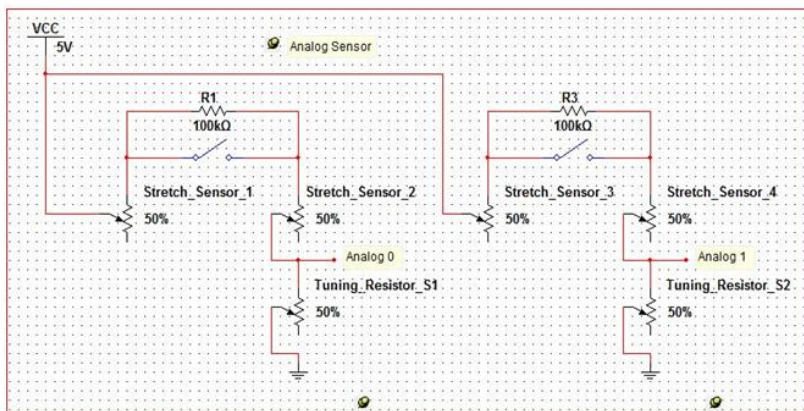 VCC
5V
Analog Sensor
R1
100kΩ
R3
100kΩ
Stretch_Sensor_1
50%
Stretch_Sensor_2
50%
Stretch_Sensor_3
50%
Stretch_Sensor_4
50%
Analog 0
Analog 1
Tuning_Resistor_S1
50%
Tuning_Resistor_S2
50%